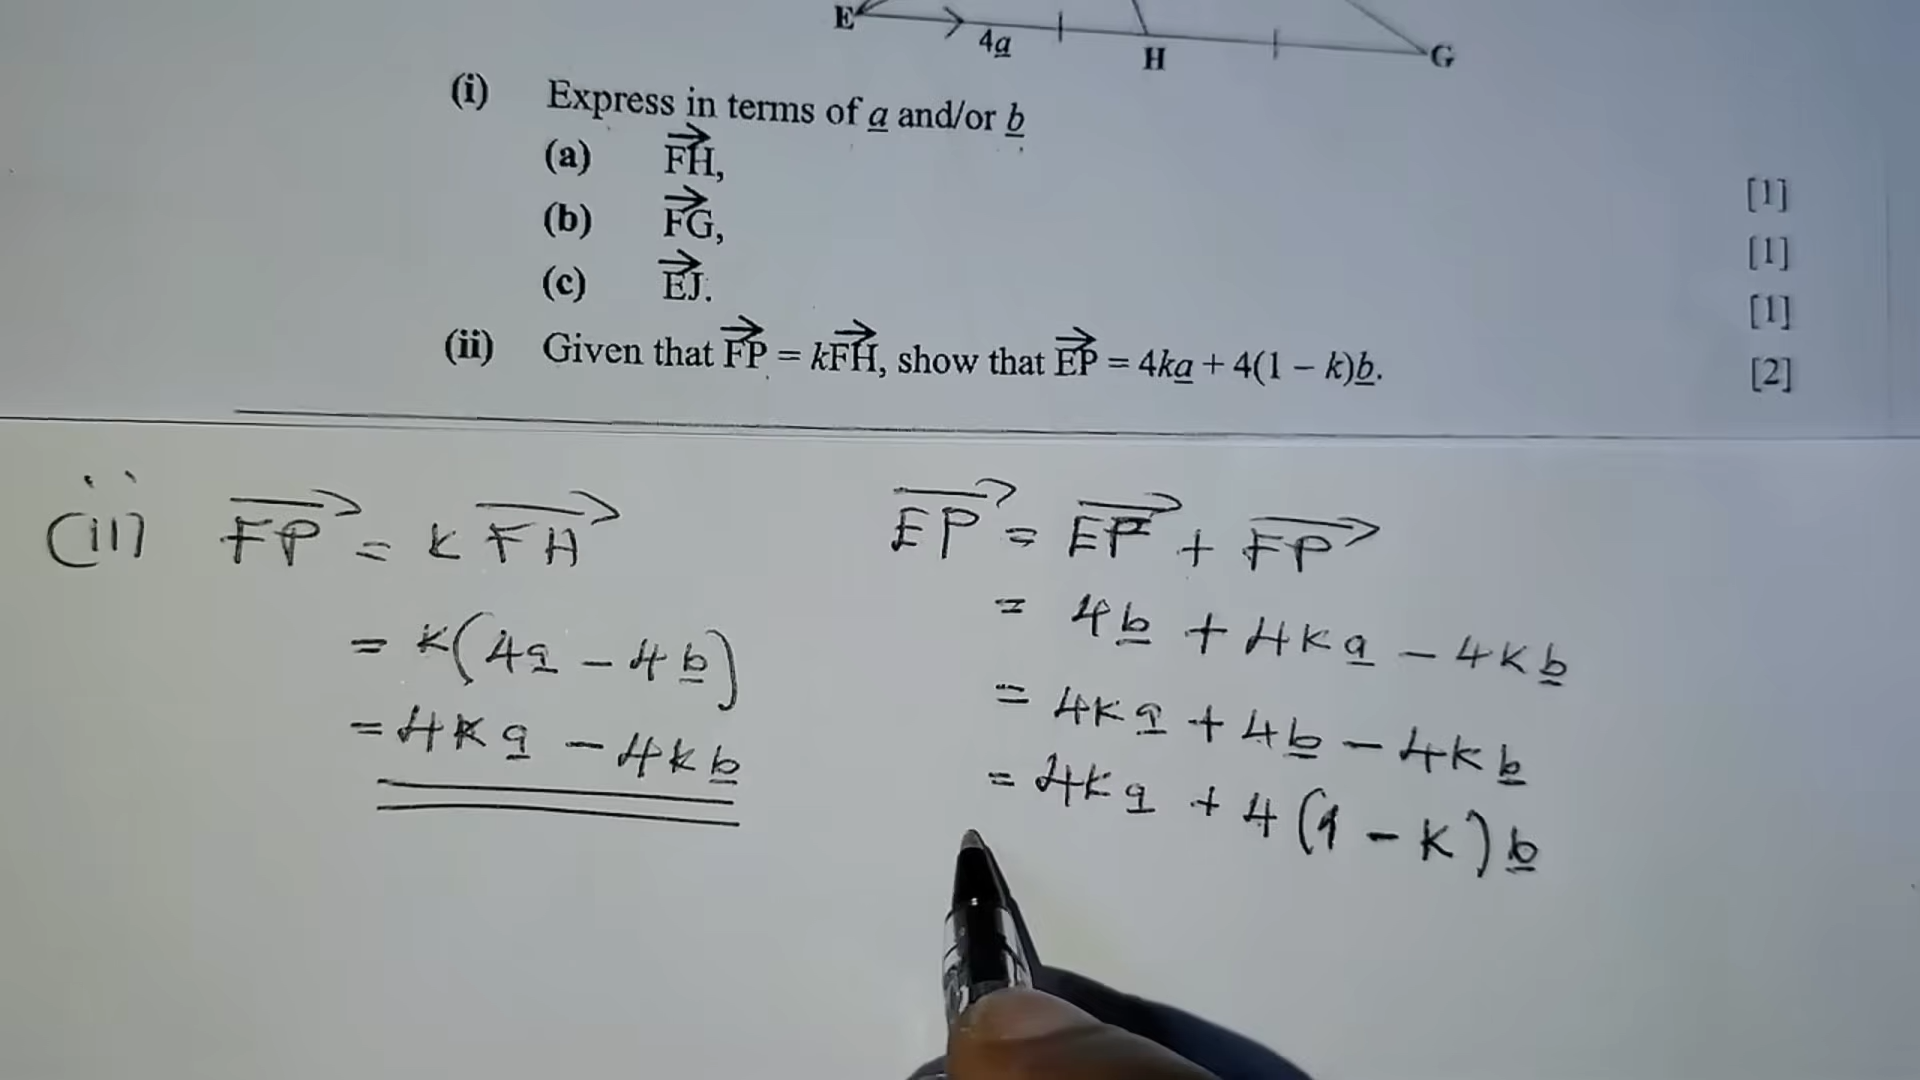 E 4a H G
(i) Express in terms of a and/or b
(a) FH, [1]
(b) FG, [1]
(c) EJ. [1]
(ii) Given that FP = kFH, show that EP = 4ka + 4(1 – k)b. [2]
(ii) FP = k FH
= k(4a – 4b)
= 4ka – 4kb
EP = EF + FP
= 4b + 4ka – 4kb
= 4ka + 4b – 4kb
= 4ka + 4(1 – k)b